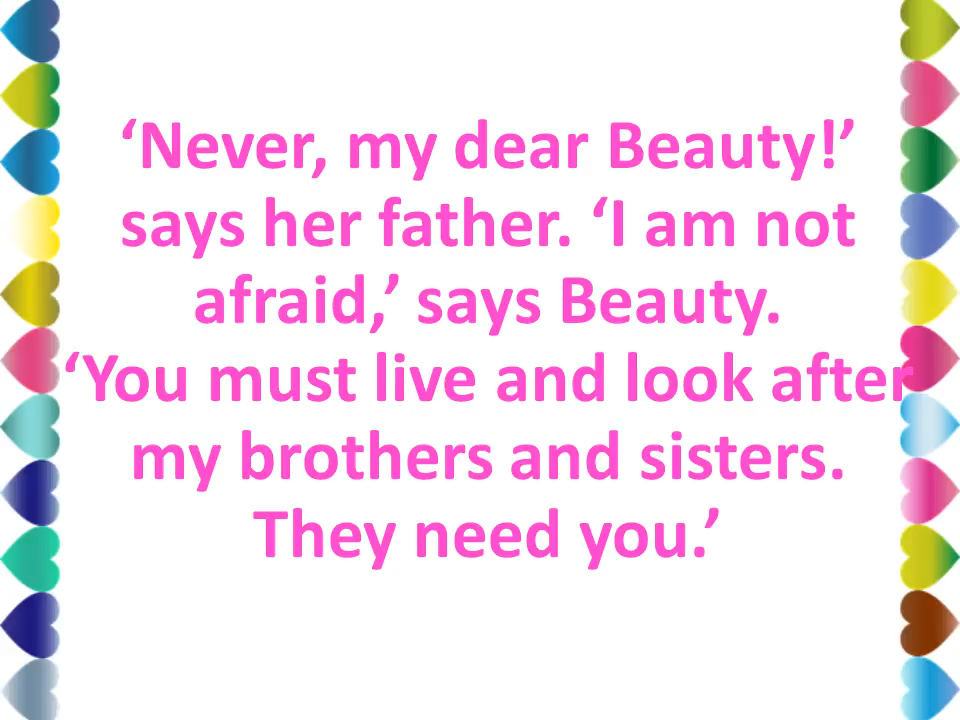 ‘Never, my dear Beauty!’
says her father. ‘I am not
afraid,’ says Beauty.
‘You must live and look after
my brothers and sisters.
They need you.’